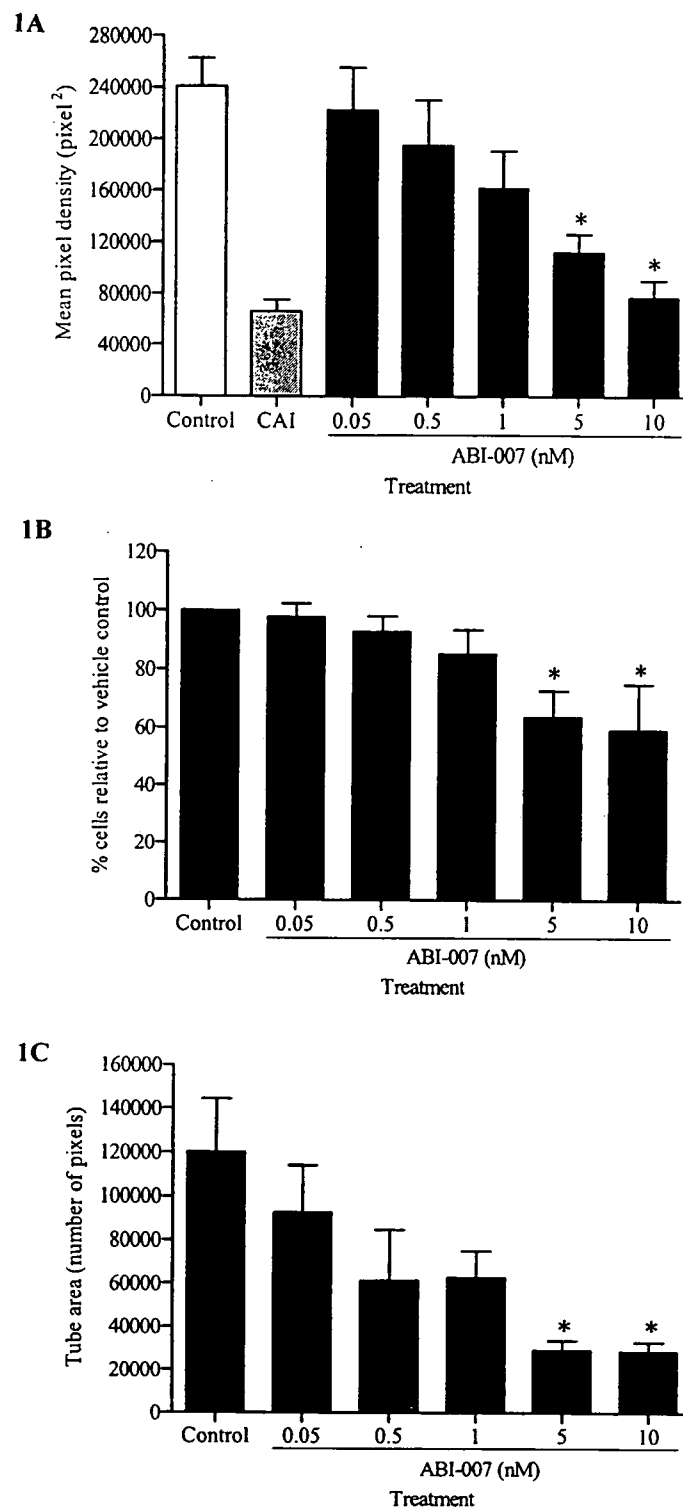 1A
Mean pixel density (pixel²)
280000
240000
200000
160000
120000
80000
40000
0
*
*
Control CAI 0.05 0.5 1 5 10
ABI-007 (nM)
Treatment
1B
% cells relative to vehicle control
120
100
80
60
40
20
0
*
*
Control 0.05 0.5 1 5 10
ABI-007 (nM)
Treatment
1C
Tube area (number of pixels)
160000
140000
120000
100000
80000
60000
40000
20000
0
* *
Control 0.05 0.5 1 5 10
ABI-007 (nM)
Treatment